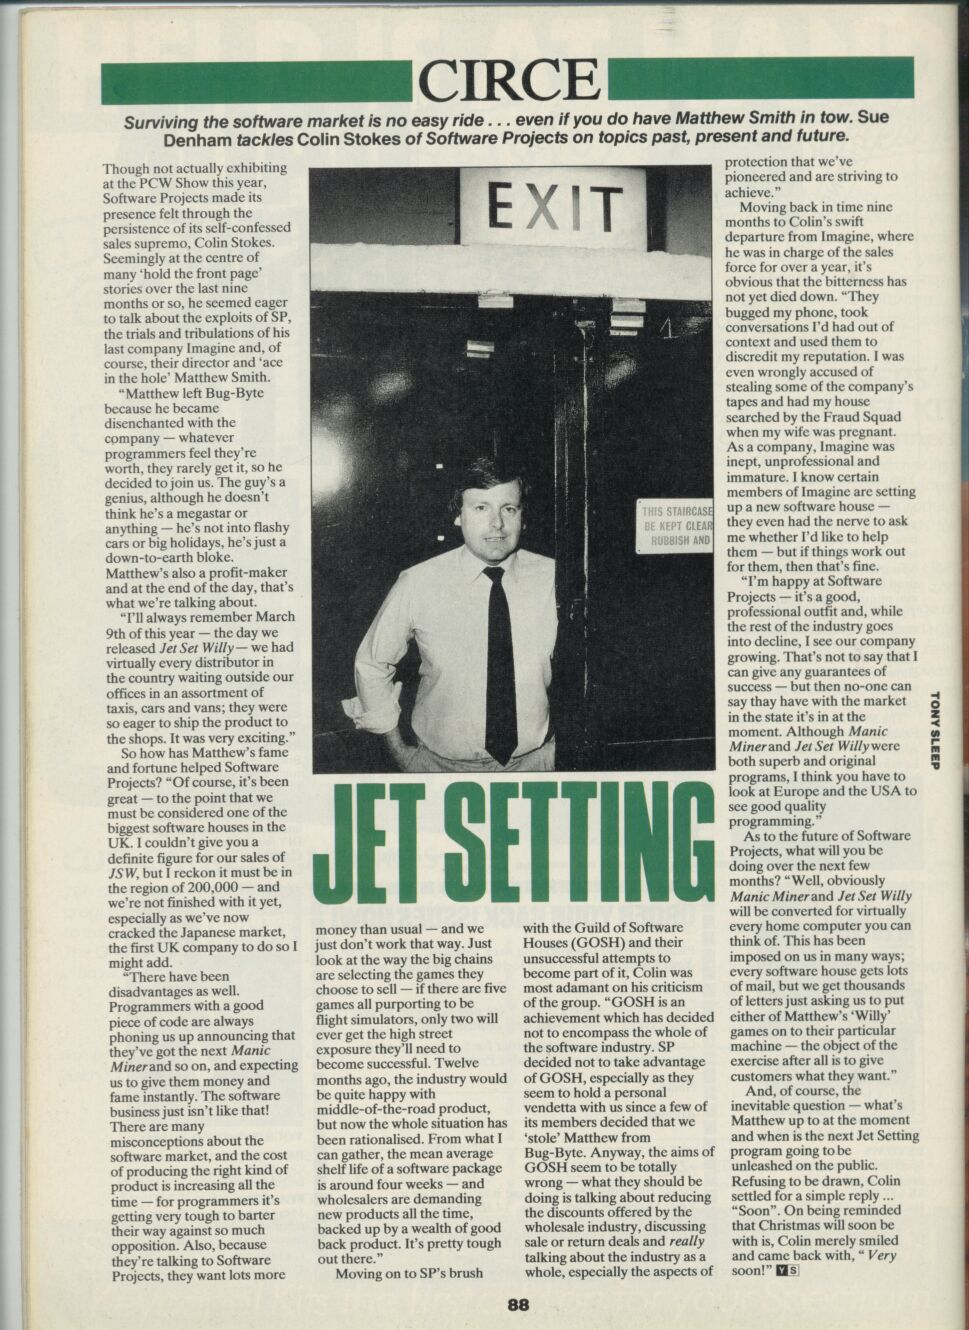 CIRCE
Surviving the software market is no easy ride . . . even if you do have Matthew Smith in tow. Sue
Denham tackles Colin Stokes of Software Projects on topics past, present and future.
Though not actually exhibiting
at the PCW Show this year,
Software Projects made its
presence felt through the
persistence of its self-confessed
sales supremo, Colin Stokes.
Seemingly at the centre of
many ‘hold the front page’
stories over the last nine
months or so, he seemed eager
to talk about the exploits of SP,
the trials and tribulations of his
last company Imagine and, of
course, their director and ‘ace
in the hole’ Matthew Smith.
“Matthew left Bug-Byte
because he became
disenchanted with the
company — whatever
programmers feel they’re
worth, they rarely get it, so he
decided to join us. The guy’s a
genius, although he doesn’t
think he’s a megastar or
anything — he’s not into flashy
cars or big holidays, he’s just a
down-to-earth bloke.
Matthew’s also a profit-maker
and at the end of the day, that’s
what we’re talking about.
“I’ll always remember March
9th of this year — the day we
released Jet Set Willy — we had
virtually every distributor in
the country waiting outside our
offices in an assortment of
taxis, cars and vans; they were
so eager to ship the product to
the shops. It was very exciting.”
So how has Matthew’s fame
and fortune helped Software
Projects? “Of course, it’s been
great — to the point that we
must be considered one of the
biggest software houses in the
UK. I couldn’t give you a
definite figure for our sales of
JSW, but I reckon it must be in
the region of 200,000 — and
we’re not finished with it yet,
especially as we’ve now
cracked the Japanese market,
the first UK company to do so I
might add.
“There have been
disadvantages as well.
Programmers with a good
piece of code are always
phoning us up announcing that
they’ve got the next Manic
Miner and so on, and expecting
us to give them money and
fame instantly. The software
business just isn’t like that!
There are many
misconceptions about the
software market, and the cost
of producing the right kind of
product is increasing all the
time — for programmers it’s
getting very tough to barter
their way against so much
opposition. Also, because
they’re talking to Software
Projects, they want lots more
EXIT
THIS STAIRCASE
BE KEPT CLEAR
RUBBISH AND
JET SETTING
money than usual — and we
just don’t work that way. Just
look at the way the big chains
are selecting the games they
choose to sell — if there are five
games all purporting to be
flight simulators, only two will
ever get the high street
exposure they’ll need to
become successful. Twelve
months ago, the industry would
be quite happy with
middle-of-the-road product,
but now the whole situation has
been rationalised. From what I
can gather, the mean average
shelf life of a software package
is around four weeks — and
wholesalers are demanding
new products all the time,
backed up by a wealth of good
back product. It’s pretty tough
out there.”
Moving on to SP’s brush
with the Guild of Software
Houses (GOSH) and their
unsuccessful attempts to
become part of it, Colin was
most adamant on his criticism
of the group. “GOSH is an
achievement which has decided
not to encompass the whole of
the software industry. SP
decided not to take advantage
of GOSH, especially as they
seem to hold a personal
vendetta with us since a few of
its members decided that we
‘stole’ Matthew from
Bug-Byte. Anyway, the aims of
GOSH seem to be totally
wrong — what they should be
doing is talking about reducing
the discounts offered by the
wholesale industry, discussing
sale or return deals and really
talking about the industry as a
whole, especially the aspects of
protection that we’ve
pioneered and are striving to
achieve.”
Moving back in time nine
months to Colin’s swift
departure from Imagine, where
he was in charge of the sales
force for over a year, it’s
obvious that the bitterness has
not yet died down. “They
bugged my phone, took
conversations I’d had out of
context and used them to
discredit my reputation. I was
even wrongly accused of
stealing some of the company’s
tapes and had my house
searched by the Fraud Squad
when my wife was pregnant.
As a company, Imagine was
inept, unprofessional and
immature. I know certain
members of Imagine are setting
up a new software house —
they even had the nerve to ask
me whether I’d like to help
them — but if things work out
for them, then that’s fine.
“I’m happy at Software
Projects — it’s a good,
professional outfit and, while
the rest of the industry goes
into decline, I see our company
growing. That’s not to say that I
can give any guarantees of
success — but then no-one can
say thay have with the market
in the state it’s in at the
moment. Although Manic
Miner and Jet Set Willy were
both superb and original
programs, I think you have to
look at Europe and the USA to
see good quality
programming.”
As to the future of Software
Projects, what will you be
doing over the next few
months? “Well, obviously
Manic Miner and Jet Set Willy
will be converted for virtually
every home computer you can
think of. This has been
imposed on us in many ways;
every software house gets lots
of mail, but we get thousands
of letters just asking us to put
either of Matthew’s ‘Willy’
games on to their particular
machine — the object of the
exercise after all is to give
customers what they want.”
And, of course, the
inevitable question — what’s
Matthew up to at the moment
and when is the next Jet Setting
program going to be
unleashed on the public.
Refusing to be drawn, Colin
settled for a simple reply ...
“Soon”. On being reminded
that Christmas will soon be
with is, Colin merely smiled
and came back with, “ Very
soon!” YS
TONY SLEEP
88